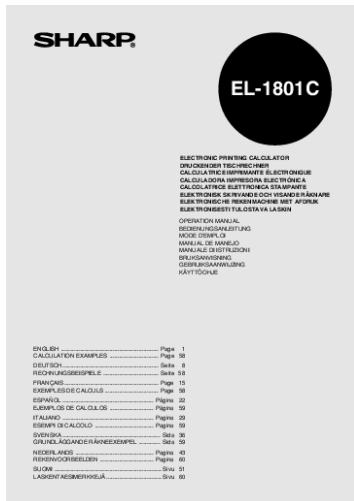 SHARP®
EL-1801C
ELECTRONIC PRINTING CALCULATOR
DRUCKENDER TISCHRECHNER
CALCULATRICE IMPRIMANTE ÉLECTRONIQUE
CALCULADORA IMPRESORA ELECTRÓNICA
CALCOLATRICE ELETTRONICA STAMPANTE
ELEKTRONISK SKRIVANDE OCH VISANDE RÄKNARE
ELEKTRONISCHE REKENMACHINE MET AFDRUK
ELEKTRONISESTI TULOSTAVA LASKIN
OPERATION MANUAL
BEDIENUNGSANLEITUNG
MODE D'EMPLOI
MANUAL DE MANEJO
MANUALE DI ISTRUZIONI
BRUKSANVISNING
GEBRUIKSAANWIJZING
KÄYTTÖOHJE
ENGLISH ................ Page 1
CALCULATION EXAMPLES ................ Page 58
DEUTSCH ................ Seite 8
RECHNUNGSBEISPIELE ................ Seite 58
FRANÇAIS ................ Page 15
EXEMPLES DE CALCULS ................ Page 58
ESPAÑOL ................ Página 22
EJEMPLOS DE CALCULOS ................ Página 59
ITALIANO ................ Pagina 29
ESEMPI DI CALCOLO ................ Pagina 59
SVENSKA ................ Sida 36
GRUNDLÄGGANDE RÄKNEEXEMPEL ................ Sida 59
NEDERLANDS ................ Pagina 43
REKENVOORBEELDEN ................ Pagina 60
SUOMI ................ Sivu 51
LASKENTAESIMERKKEJÄ ................ Sivu 60